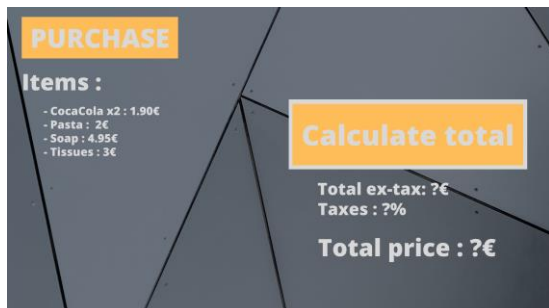 PURCHASE
Items :
- CocaCola x2 : 1.90€
- Pasta : 2€
- Soap : 4.95€
- Tissues : 3€
Calculate total
Total ex-tax: ?€
Taxes : ?%
Total price : ?€